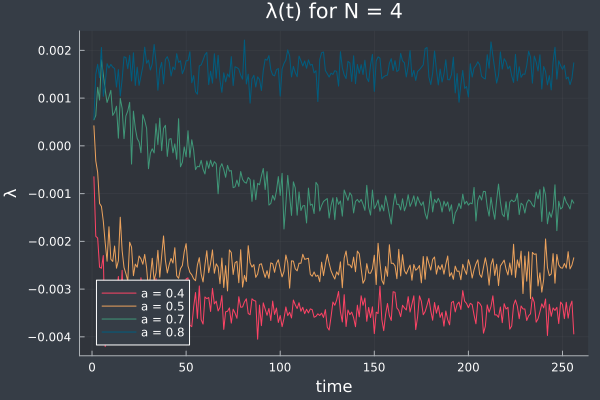 λ(t) for N = 4
0.002
0.001
0.000
−0.001
−0.002
−0.003
−0.004
λ
a = 0.4
a = 0.5
a = 0.7
a = 0.8
0 50 100 150 200 250
time